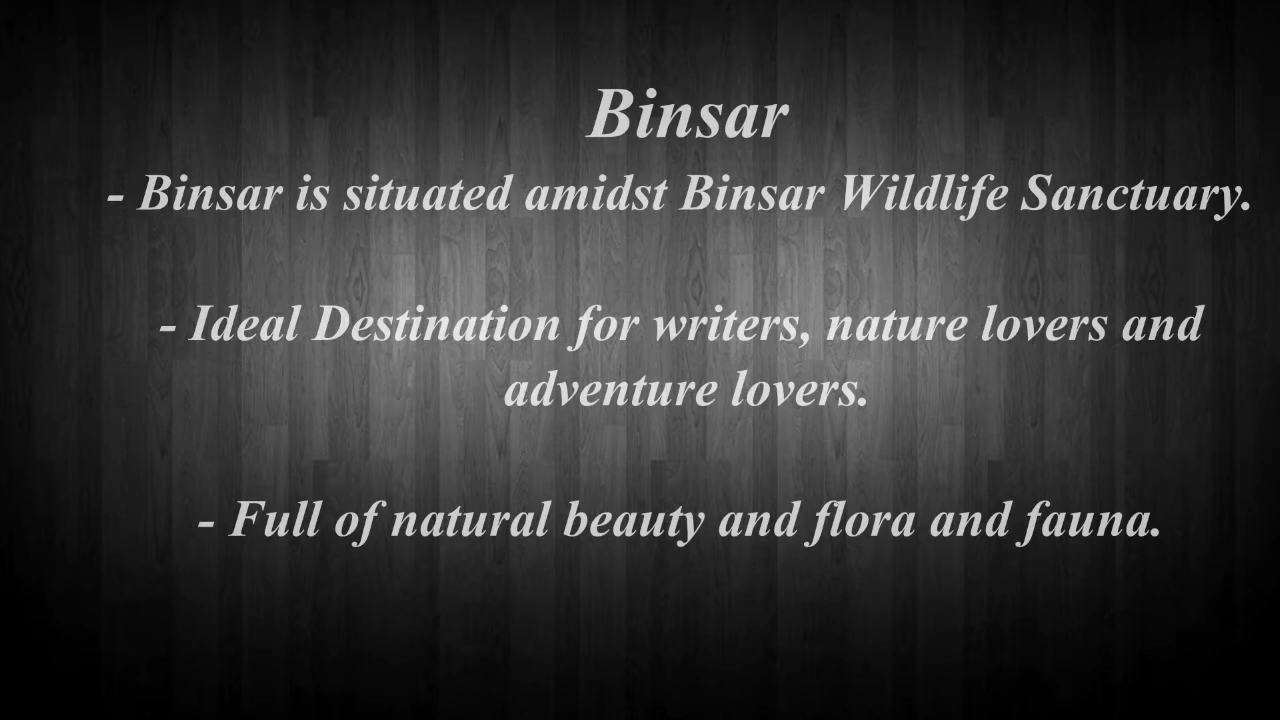 Binsar
- Binsar is situated amidst Binsar Wildlife Sanctuary.
- Ideal Destination for writers, nature lovers and
adventure lovers.
- Full of natural beauty and flora and fauna.